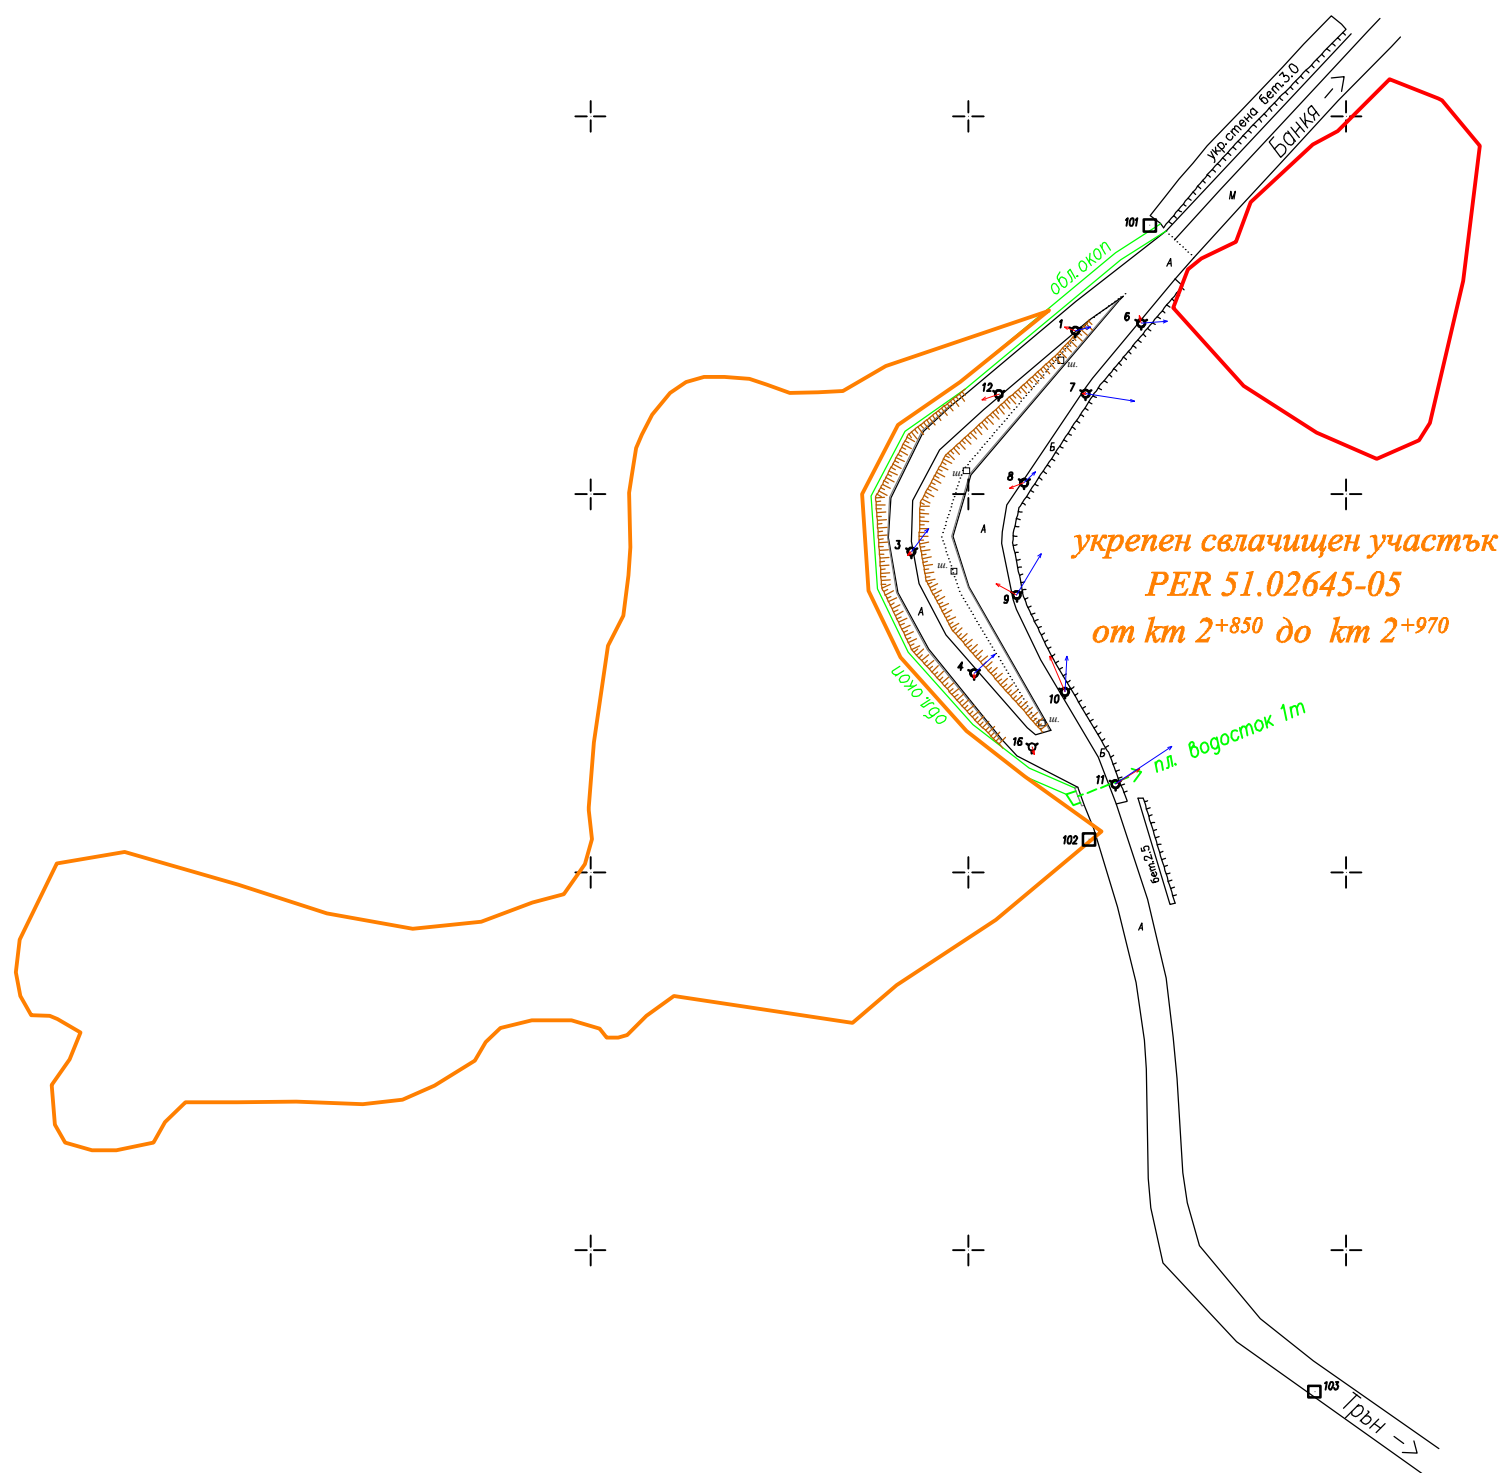 укр.стена бет.3.0
Банкя ->
М
101
А
обл.окоп
1
6
ш.
12
7
Б
ш.
8
А
3
укрепен свлачищен участък
PER 51.02645-05
от km 2+850 до km 2+970
ш.
9
А
4
10
обл.окоп
ш.
16
Б
пл. водосток 1m
11
102
бет.2.5
А
103
Трън ->